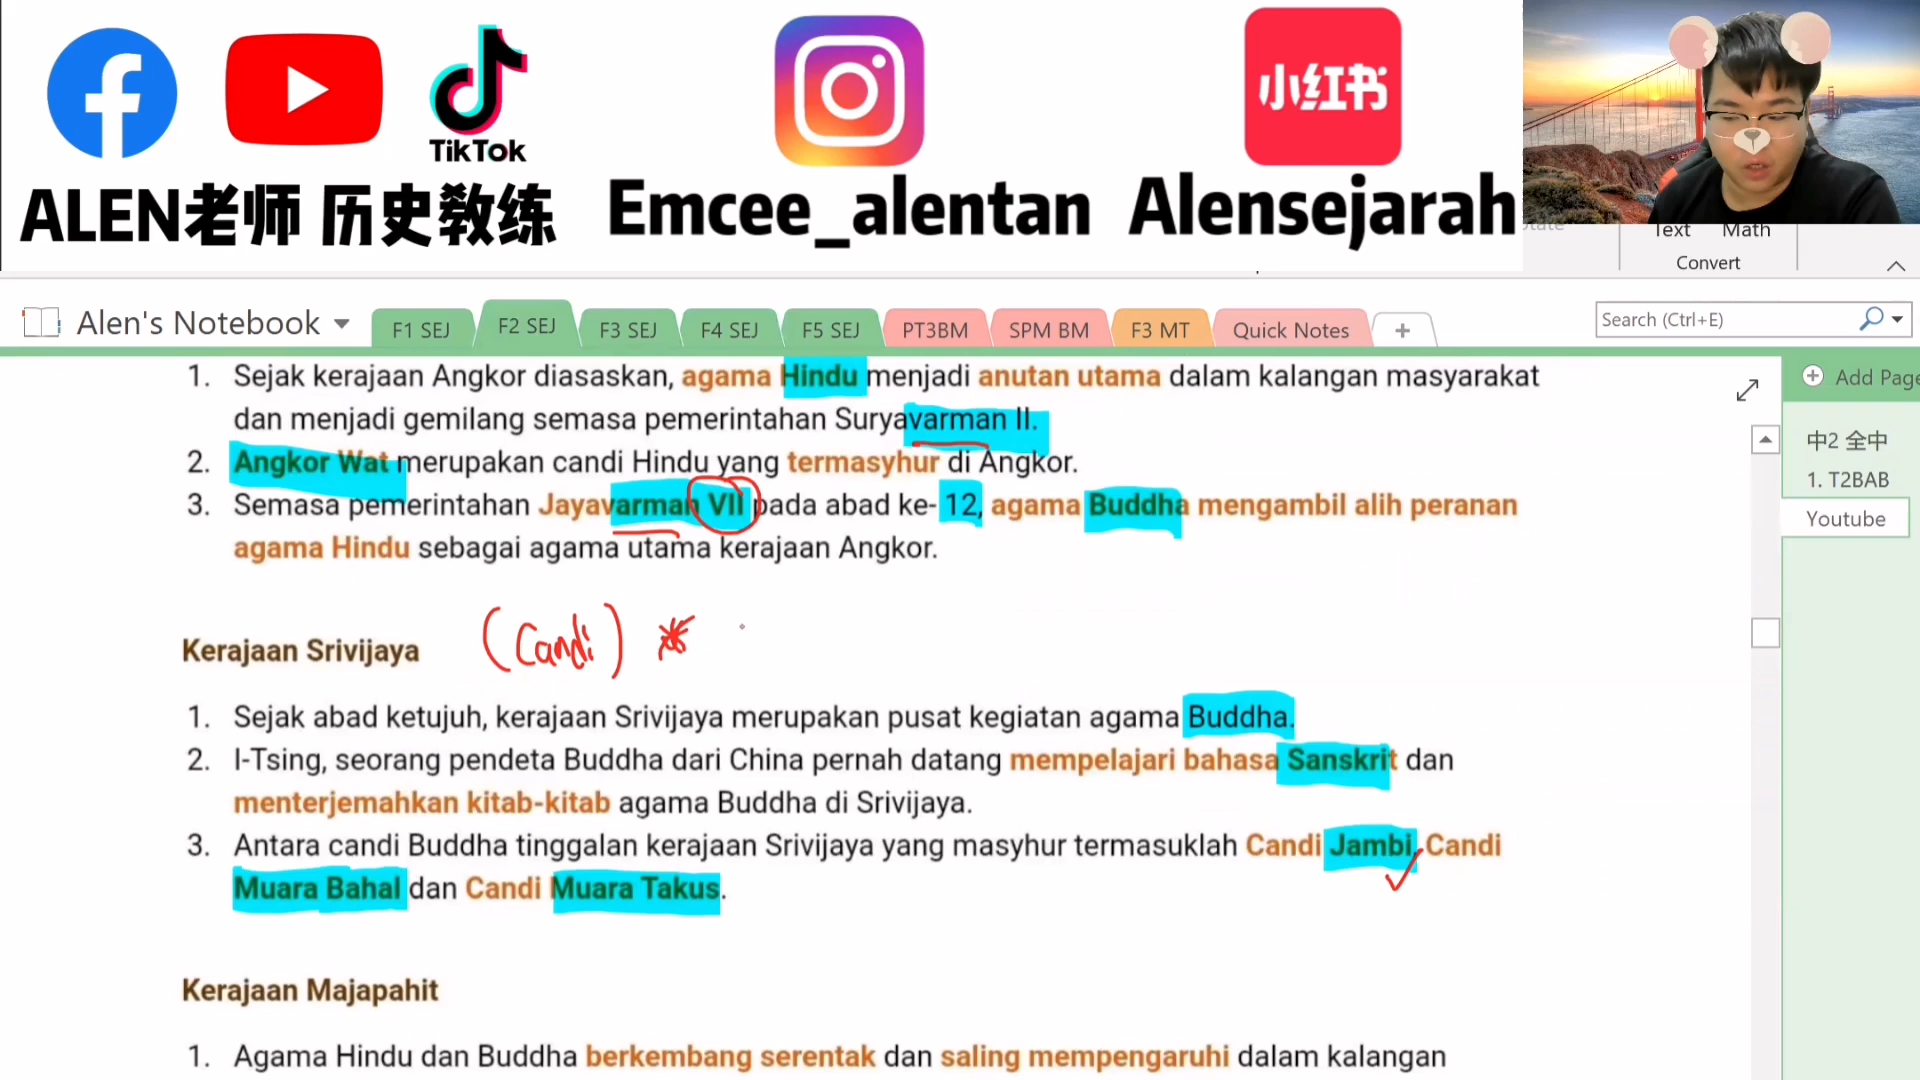 TikTok
小红书
ALEN老师 历史教练
Emcee_alentan
Alensejarah
Text Math
Convert
Alen's Notebook
F1 SEJ
F2 SEJ
F3 SEJ
F4 SEJ
F5 SEJ
PT3BM
SPM BM
F3 MT
Quick Notes
Search (Ctrl+E)
Add Page
中2 全中
1. T2BAB
Youtube
1. Sejak kerajaan Angkor diasaskan, agama Hindu menjadi anutan utama dalam kalangan masyarakat
dan menjadi gemilang semasa pemerintahan Suryavarman II.
2. Angkor Wat merupakan candi Hindu yang termasyhur di Angkor.
3. Semasa pemerintahan Jayavarman VII pada abad ke- 12, agama Buddha mengambil alih peranan
agama Hindu sebagai agama utama kerajaan Angkor.
Kerajaan Srivijaya (Candi) *
1. Sejak abad ketujuh, kerajaan Srivijaya merupakan pusat kegiatan agama Buddha.
2. I-Tsing, seorang pendeta Buddha dari China pernah datang mempelajari bahasa Sanskrit dan
menterjemahkan kitab-kitab agama Buddha di Srivijaya.
3. Antara candi Buddha tinggalan kerajaan Srivijaya yang masyhur termasuklah Candi Jambi, Candi
Muara Bahal dan Candi Muara Takus.
Kerajaan Majapahit
1. Agama Hindu dan Buddha berkembang serentak dan saling mempengaruhi dalam kalangan